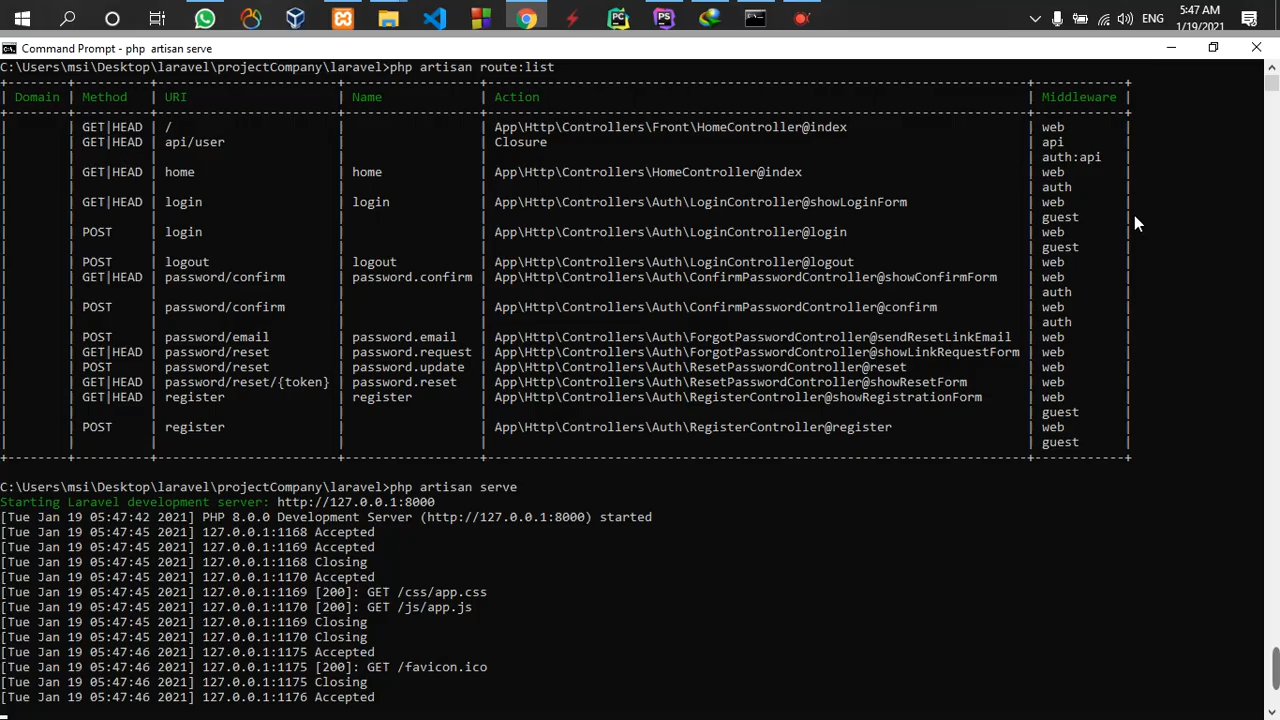 5:47 AM
ENG
1/19/2021
Command Prompt - php  artisan serve
C:\Users\msi\Desktop\laravel\projectCompany\laravel>php artisan route:list
+--------+----------+------------------------+------------------+------------------------------------------------------------------------+------------+
| Domain | Method   | URI                    | Name             | Action                                                                 | Middleware |
+--------+----------+------------------------+------------------+------------------------------------------------------------------------+------------+
|        | GET|HEAD | /                      |                  | App\Http\Controllers\Front\HomeController@index                        | web        |
|        | GET|HEAD | api/user               |                  | Closure                                                                | api        |
|        |          |                        |                  |                                                                        | auth:api   |
|        | GET|HEAD | home                   | home             | App\Http\Controllers\HomeController@index                              | web        |
|        |          |                        |                  |                                                                        | auth       |
|        | GET|HEAD | login                  | login            | App\Http\Controllers\Auth\LoginController@showLoginForm                | web        |
|        |          |                        |                  |                                                                        | guest      |
|        | POST     | login                  |                  | App\Http\Controllers\Auth\LoginController@login                        | web        |
|        |          |                        |                  |                                                                        | guest      |
|        | POST     | logout                 | logout           | App\Http\Controllers\Auth\LoginController@logout                       | web        |
|        | GET|HEAD | password/confirm       | password.confirm | App\Http\Controllers\Auth\ConfirmPasswordController@showConfirmForm    | web        |
|        |          |                        |                  |                                                                        | auth       |
|        | POST     | password/confirm       |                  | App\Http\Controllers\Auth\ConfirmPasswordController@confirm            | web        |
|        |          |                        |                  |                                                                        | auth       |
|        | POST     | password/email         | password.email   | App\Http\Controllers\Auth\ForgotPasswordController@sendResetLinkEmail  | web        |
|        | GET|HEAD | password/reset         | password.request | App\Http\Controllers\Auth\ForgotPasswordController@showLinkRequestForm | web        |
|        | POST     | password/reset         | password.update  | App\Http\Controllers\Auth\ResetPasswordController@reset                | web        |
|        | GET|HEAD | password/reset/{token} | password.reset   | App\Http\Controllers\Auth\ResetPasswordController@showResetForm        | web        |
|        | GET|HEAD | register               | register         | App\Http\Controllers\Auth\RegisterController@showRegistrationForm      | web        |
|        |          |                        |                  |                                                                        | guest      |
|        | POST     | register               |                  | App\Http\Controllers\Auth\RegisterController@register                  | web        |
|        |          |                        |                  |                                                                        | guest      |
+--------+----------+------------------------+------------------+------------------------------------------------------------------------+------------+
C:\Users\msi\Desktop\laravel\projectCompany\laravel>php artisan serve
Starting Laravel development server: http://127.0.0.1:8000
[Tue Jan 19 05:47:42 2021] PHP 8.0.0 Development Server (http://127.0.0.1:8000) started
[Tue Jan 19 05:47:45 2021] 127.0.0.1:1168 Accepted
[Tue Jan 19 05:47:45 2021] 127.0.0.1:1169 Accepted
[Tue Jan 19 05:47:45 2021] 127.0.0.1:1168 Closing
[Tue Jan 19 05:47:45 2021] 127.0.0.1:1170 Accepted
[Tue Jan 19 05:47:45 2021] 127.0.0.1:1169 [200]: GET /css/app.css
[Tue Jan 19 05:47:45 2021] 127.0.0.1:1170 [200]: GET /js/app.js
[Tue Jan 19 05:47:45 2021] 127.0.0.1:1169 Closing
[Tue Jan 19 05:47:45 2021] 127.0.0.1:1170 Closing
[Tue Jan 19 05:47:46 2021] 127.0.0.1:1175 Accepted
[Tue Jan 19 05:47:46 2021] 127.0.0.1:1175 [200]: GET /favicon.ico
[Tue Jan 19 05:47:46 2021] 127.0.0.1:1175 Closing
[Tue Jan 19 05:47:46 2021] 127.0.0.1:1176 Accepted